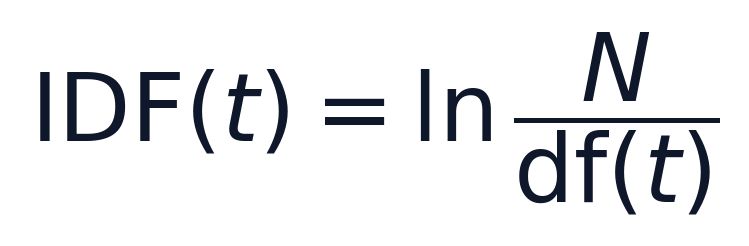 IDF(t) = ln N / df(t)